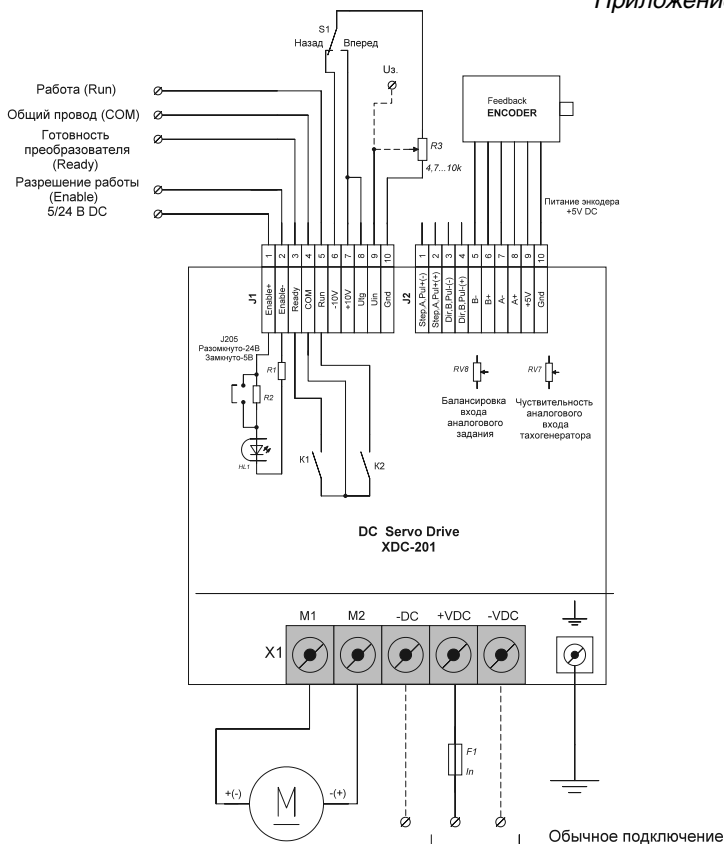 Приложение
S1
Назад
Вперед
Uз.
Работа (Run)
Общий провод (COM)
Готовность
преобразователя
(Ready)
Разрешение работы
(Enable)
5/24 В DC
Feedback
ENCODER
R3
4,7...10k
Питание энкодера
+5V DC
J1
1
2
3
4
5
6
7
8
9
10
Enable+
Enable-
Ready
COM
Run
-10V
+10V
Utg
Uin
Gnd
J2
1
2
3
4
5
6
7
8
9
10
Step.A.Pul+(-)
Step.A.Pul+(+)
Dir.B.Pul-(-)
Dir.B.Pul-(+)
B-
B+
A-
A+
+5V
Gnd
J205
Разомкнуто-24В
Замкнуто-5В
R1
R2
HL1
K1
K2
RV8
RV7
Балансировка
входа
аналогового
задания
Чуствительность
аналогового
входа
тахогенератора
DC Servo Drive
XDC-201
M1
M2
-DC
+VDC
-VDC
X1
F1
In
+(-)
M
-(+)
Обычное подключение